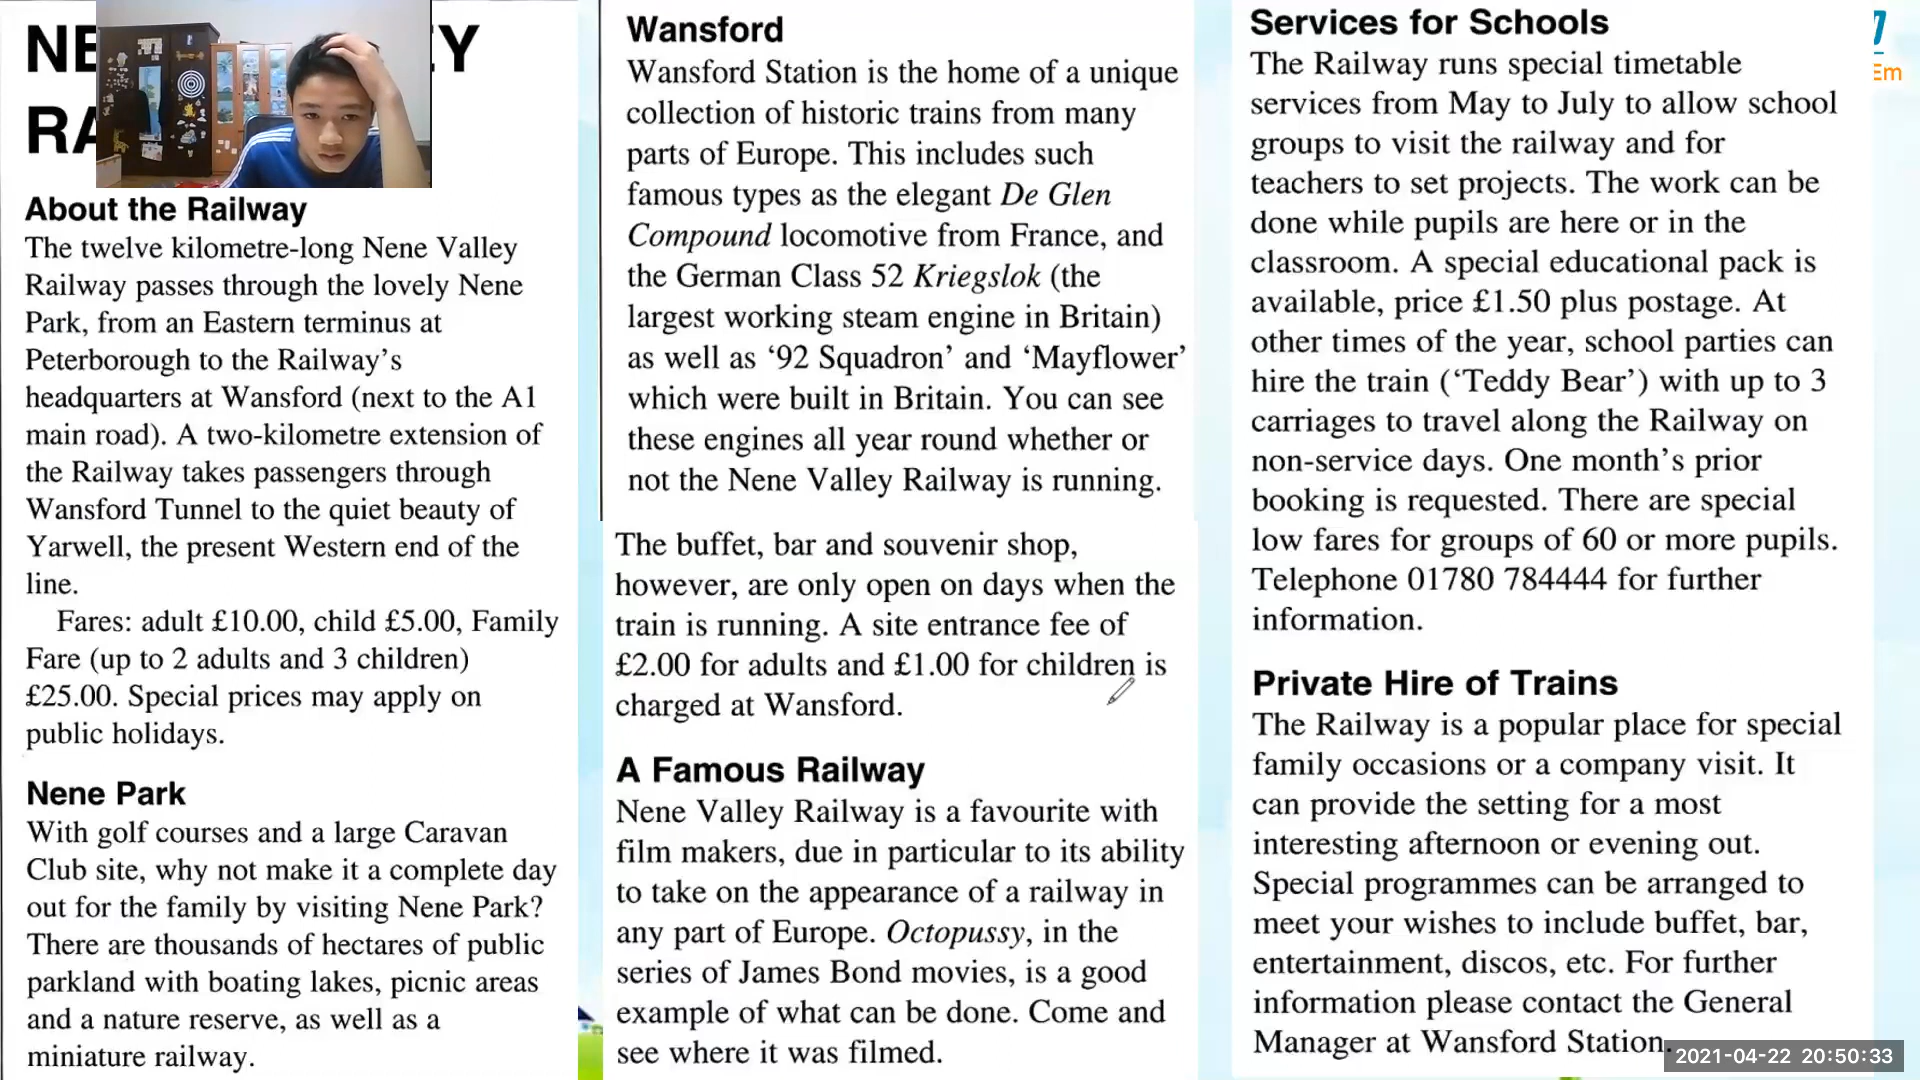 NE
EY
RA
About the Railway
The twelve kilometre-long Nene Valley
Railway passes through the lovely Nene
Park, from an Eastern terminus at
Peterborough to the Railway’s
headquarters at Wansford (next to the A1
main road). A two-kilometre extension of
the Railway takes passengers through
Wansford Tunnel to the quiet beauty of
Yarwell, the present Western end of the
line.
Fares: adult £10.00, child £5.00, Family
Fare (up to 2 adults and 3 children)
£25.00. Special prices may apply on
public holidays.
Nene Park
With golf courses and a large Caravan
Club site, why not make it a complete day
out for the family by visiting Nene Park?
There are thousands of hectares of public
parkland with boating lakes, picnic areas
and a nature reserve, as well as a
miniature railway.
Wansford
Wansford Station is the home of a unique
collection of historic trains from many
parts of Europe. This includes such
famous types as the elegant De Glen
Compound locomotive from France, and
the German Class 52 Kriegslok (the
largest working steam engine in Britain)
as well as ‘92 Squadron’ and ‘Mayflower’
which were built in Britain. You can see
these engines all year round whether or
not the Nene Valley Railway is running.
The buffet, bar and souvenir shop,
however, are only open on days when the
train is running. A site entrance fee of
£2.00 for adults and £1.00 for children is
charged at Wansford.
A Famous Railway
Nene Valley Railway is a favourite with
film makers, due in particular to its ability
to take on the appearance of a railway in
any part of Europe. Octopussy, in the
series of James Bond movies, is a good
example of what can be done. Come and
see where it was filmed.
Services for Schools
The Railway runs special timetable
services from May to July to allow school
groups to visit the railway and for
teachers to set projects. The work can be
done while pupils are here or in the
classroom. A special educational pack is
available, price £1.50 plus postage. At
other times of the year, school parties can
hire the train (‘Teddy Bear’) with up to 3
carriages to travel along the Railway on
non-service days. One month’s prior
booking is requested. There are special
low fares for groups of 60 or more pupils.
Telephone 01780 784444 for further
information.
Private Hire of Trains
The Railway is a popular place for special
family occasions or a company visit. It
can provide the setting for a most
interesting afternoon or evening out.
Special programmes can be arranged to
meet your wishes to include buffet, bar,
entertainment, discos, etc. For further
information please contact the General
Manager at Wansford Station.
Em
2021-04-22 20:50:33